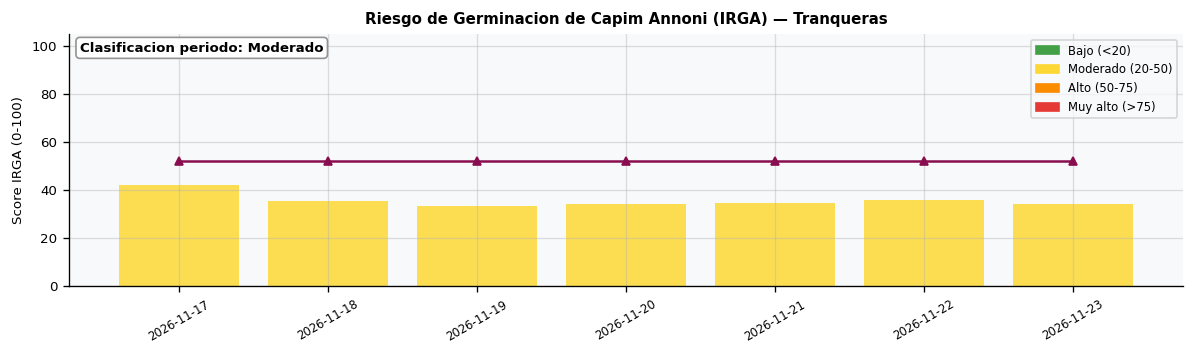 Riesgo de Germinacion de Capim Annoni (IRGA) — Tranqueras
Clasificacion periodo: Moderado
Bajo (<20)
Moderado (20-50)
Alto (50-75)
Muy alto (>75)
Score IRGA (0-100)
100
80
60
40
20
0
2026-11-17
2026-11-18
2026-11-19
2026-11-20
2026-11-21
2026-11-22
2026-11-23